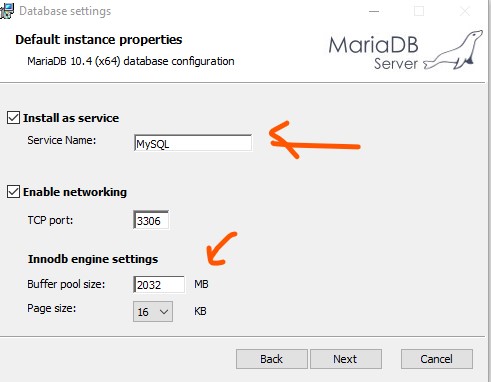 Database settings
Default instance properties
MariaDB 10.4 (x64) database configuration
MariaDB
Server
Install as service
Service Name: MySQL
Enable networking
TCP port: 3306
Innodb engine settings
Buffer pool size: 2032 MB
Page size: 16 KB
Back Next Cancel